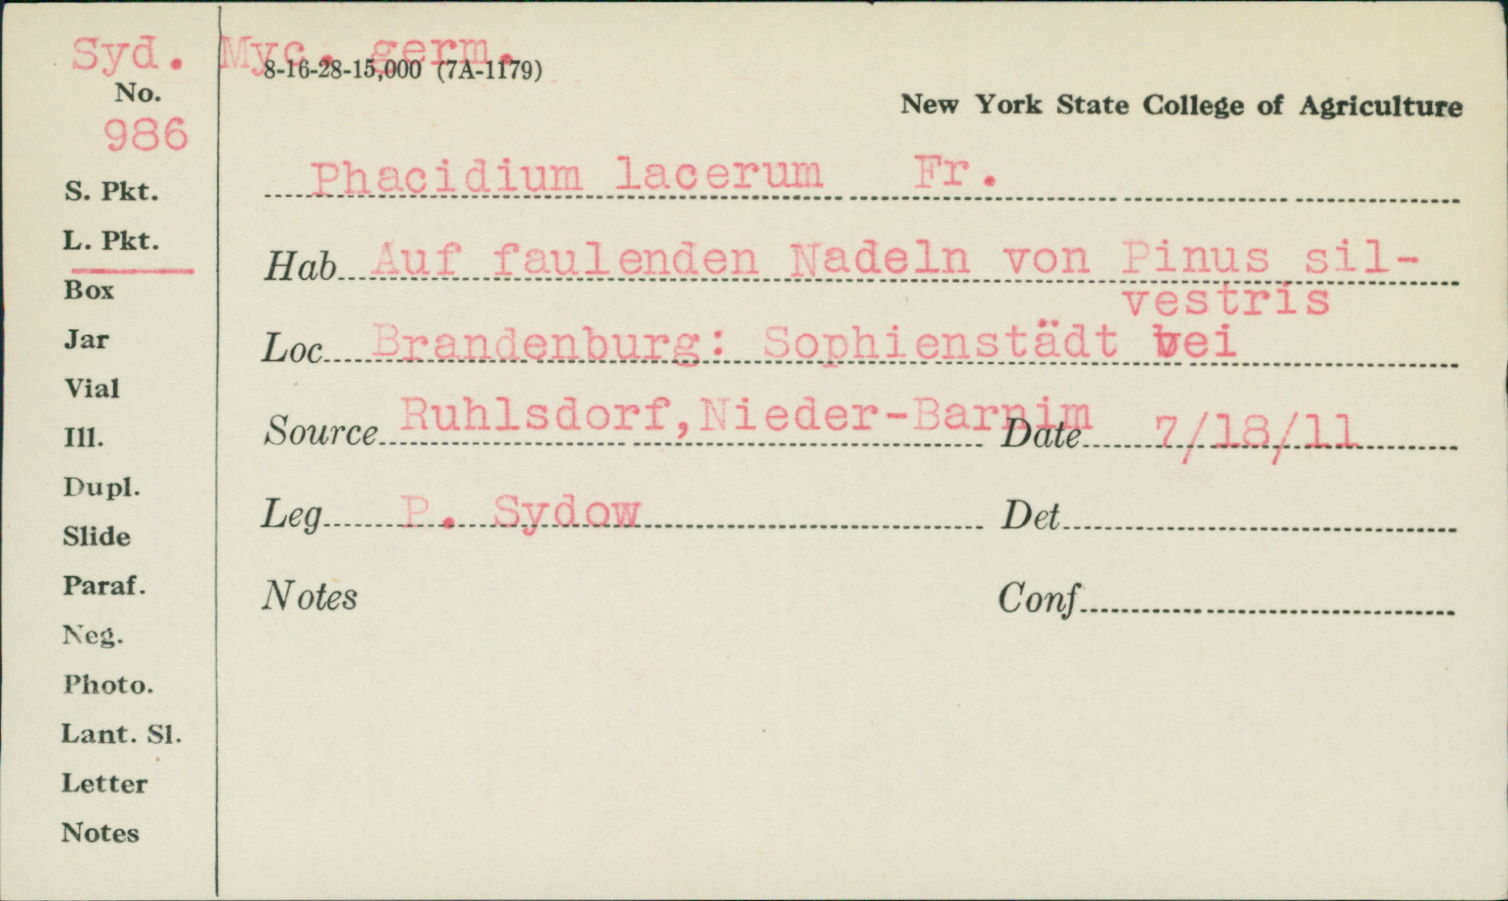 Syd. Myc. germ.
8-16-28-15,000 (7A-1179)
No.
986
New York State College of Agriculture
Phacidium lacerum Fr.
S. Pkt.
L. Pkt.
Hab Auf faulenden Nadeln von Pinus sil-
vestris
Box
Jar
Loc Brandenburg: Sophienstädt bei
Vial
Ill.
Source Ruhlsdorf,Nieder-Barnim Date 7/18/11
Dupl.
Slide
Leg P. Sydow Det
Paraf.
Notes Conf
Neg.
Photo.
Lant. Sl.
Letter
Notes